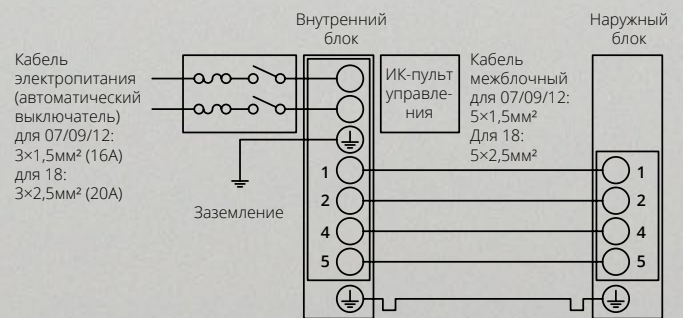 Внутренний
блок
Наружный
блок
Кабель
электропитания
(автоматический
выключатель)
для 07/09/12:
3×1,5мм² (16А)
для 18:
3×2,5мм² (20А)
ИК-пульт
управле-
ния
Кабель
межблочный
для 07/09/12:
5×1,5мм²
Для 18:
5×2,5мм²
Заземление
1
2
4
5
1
2
4
5